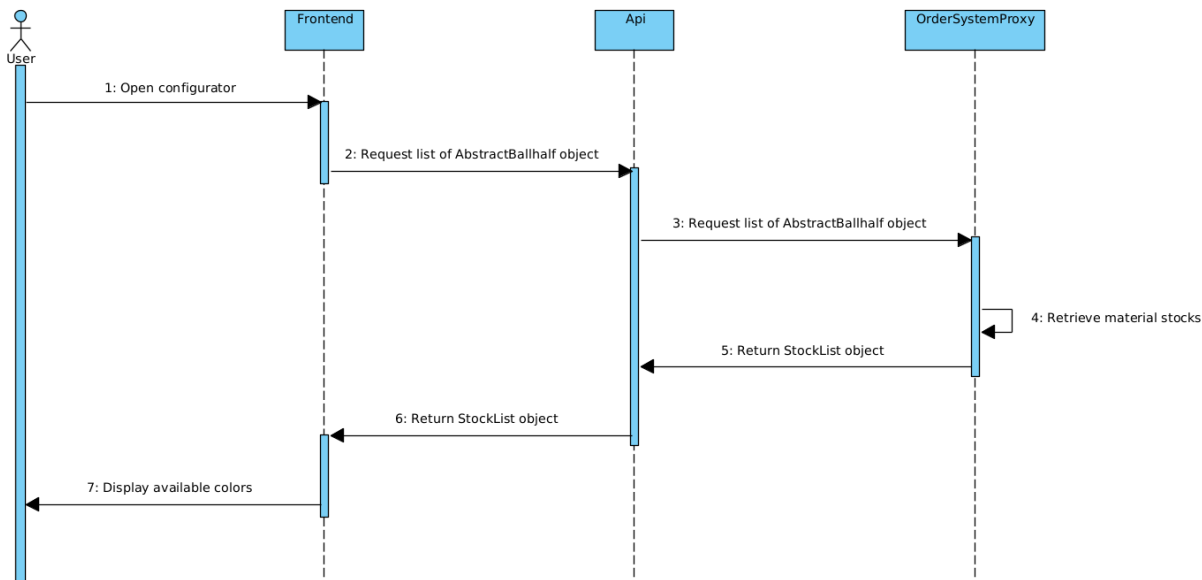 Frontend
Api
OrderSystemProxy
User
1: Open configurator
2: Request list of AbstractBallhalf object
3: Request list of AbstractBallhalf object
4: Retrieve material stocks
5: Return StockList object
6: Return StockList object
7: Display available colors